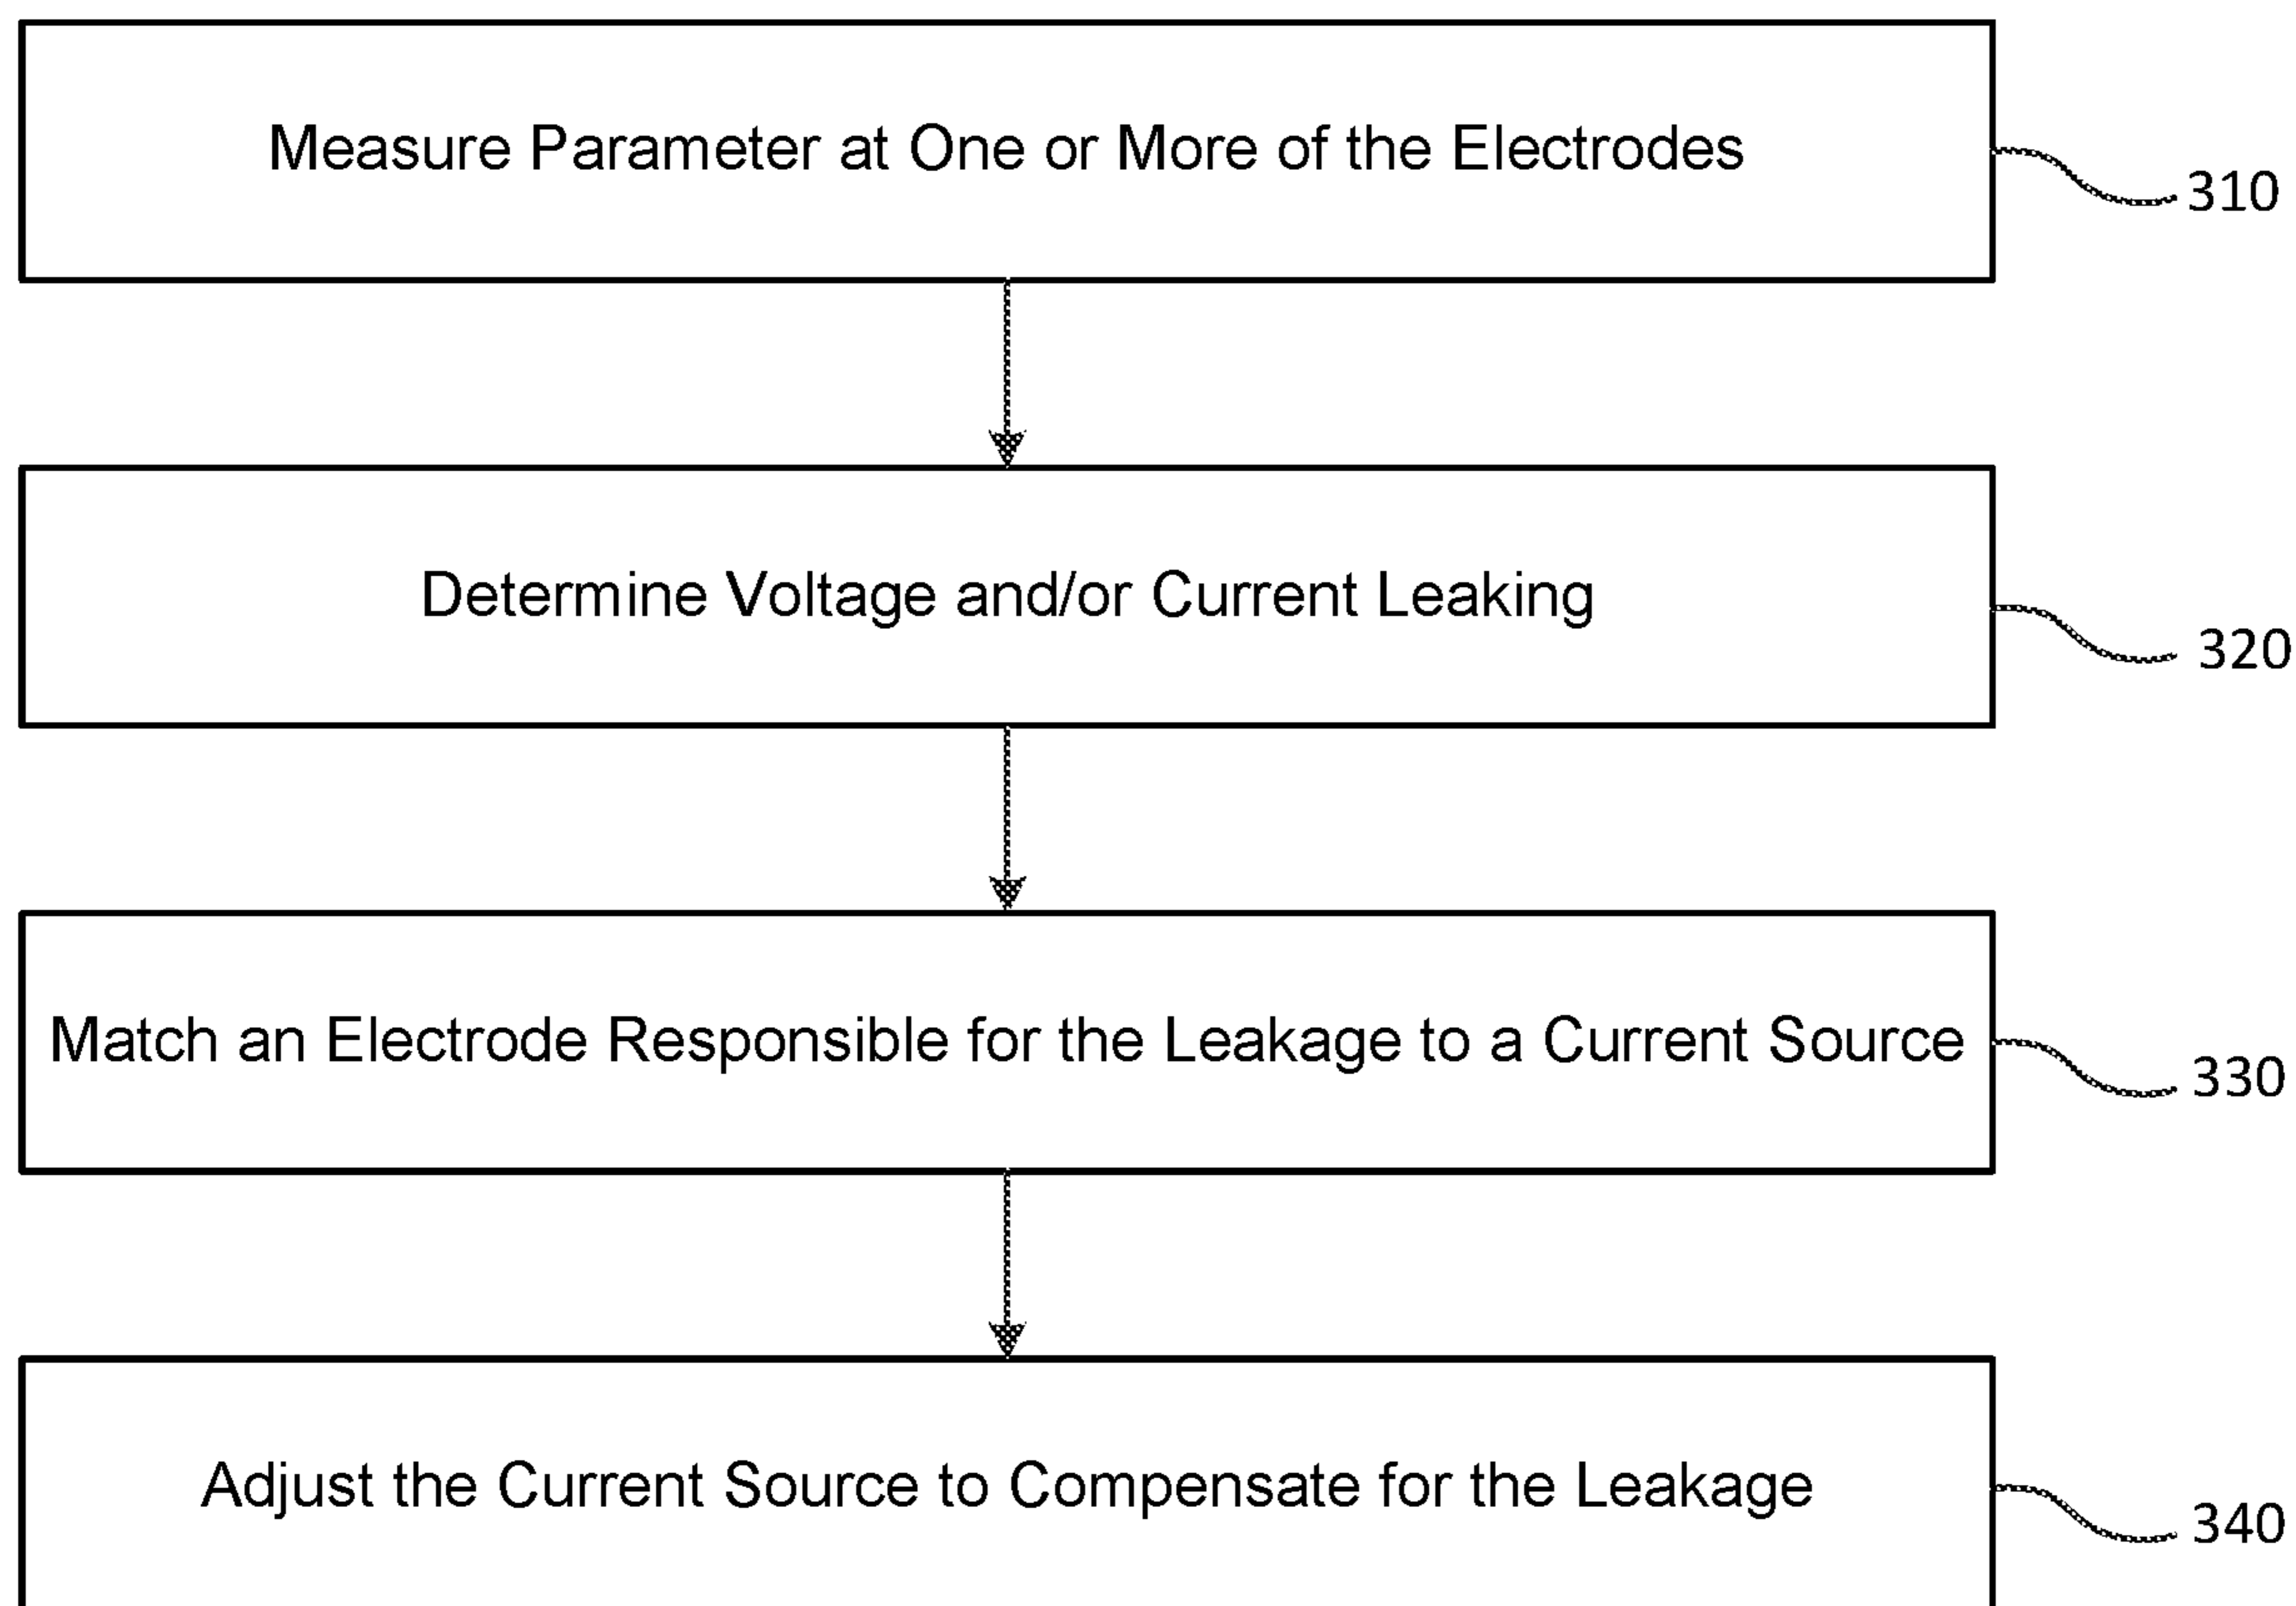 Measure Parameter at One or More of the Electrodes
310
Determine Voltage and/or Current Leaking
320
Match an Electrode Responsible for the Leakage to a Current Source
330
Adjust the Current Source to Compensate for the Leakage
340